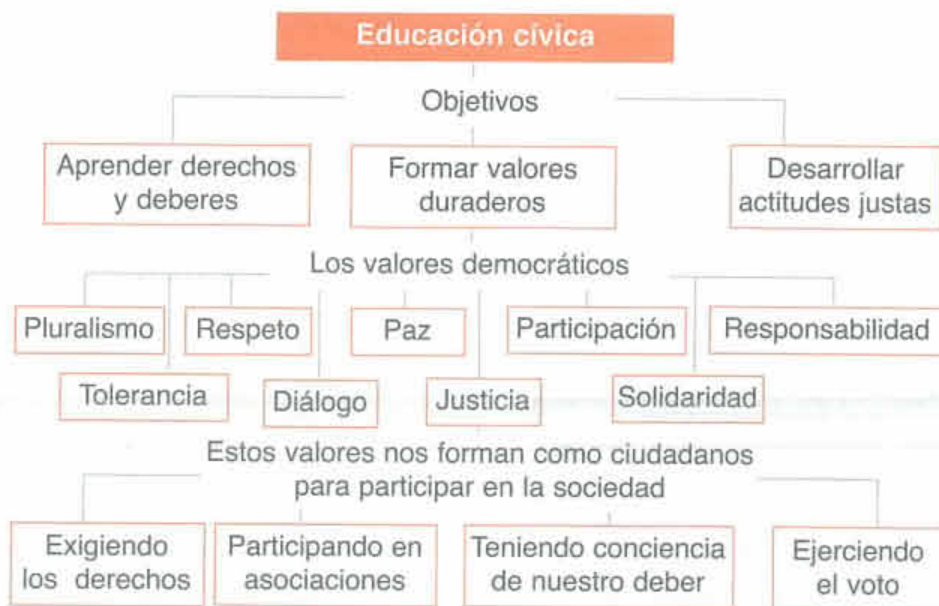 Educación cívica
Objetivos
Aprender derechos
y deberes
Formar valores
duraderos
Desarrollar
actitudes justas
Los valores democráticos
Pluralismo
Respeto
Paz
Participación
Responsabilidad
Tolerancia
Diálogo
Justicia
Solidaridad
Estos valores nos forman como ciudadanos
para participar en la sociedad
Exigiendo
los derechos
Participando en
asociaciones
Teniendo conciencia
de nuestro deber
Ejerciendo
el voto